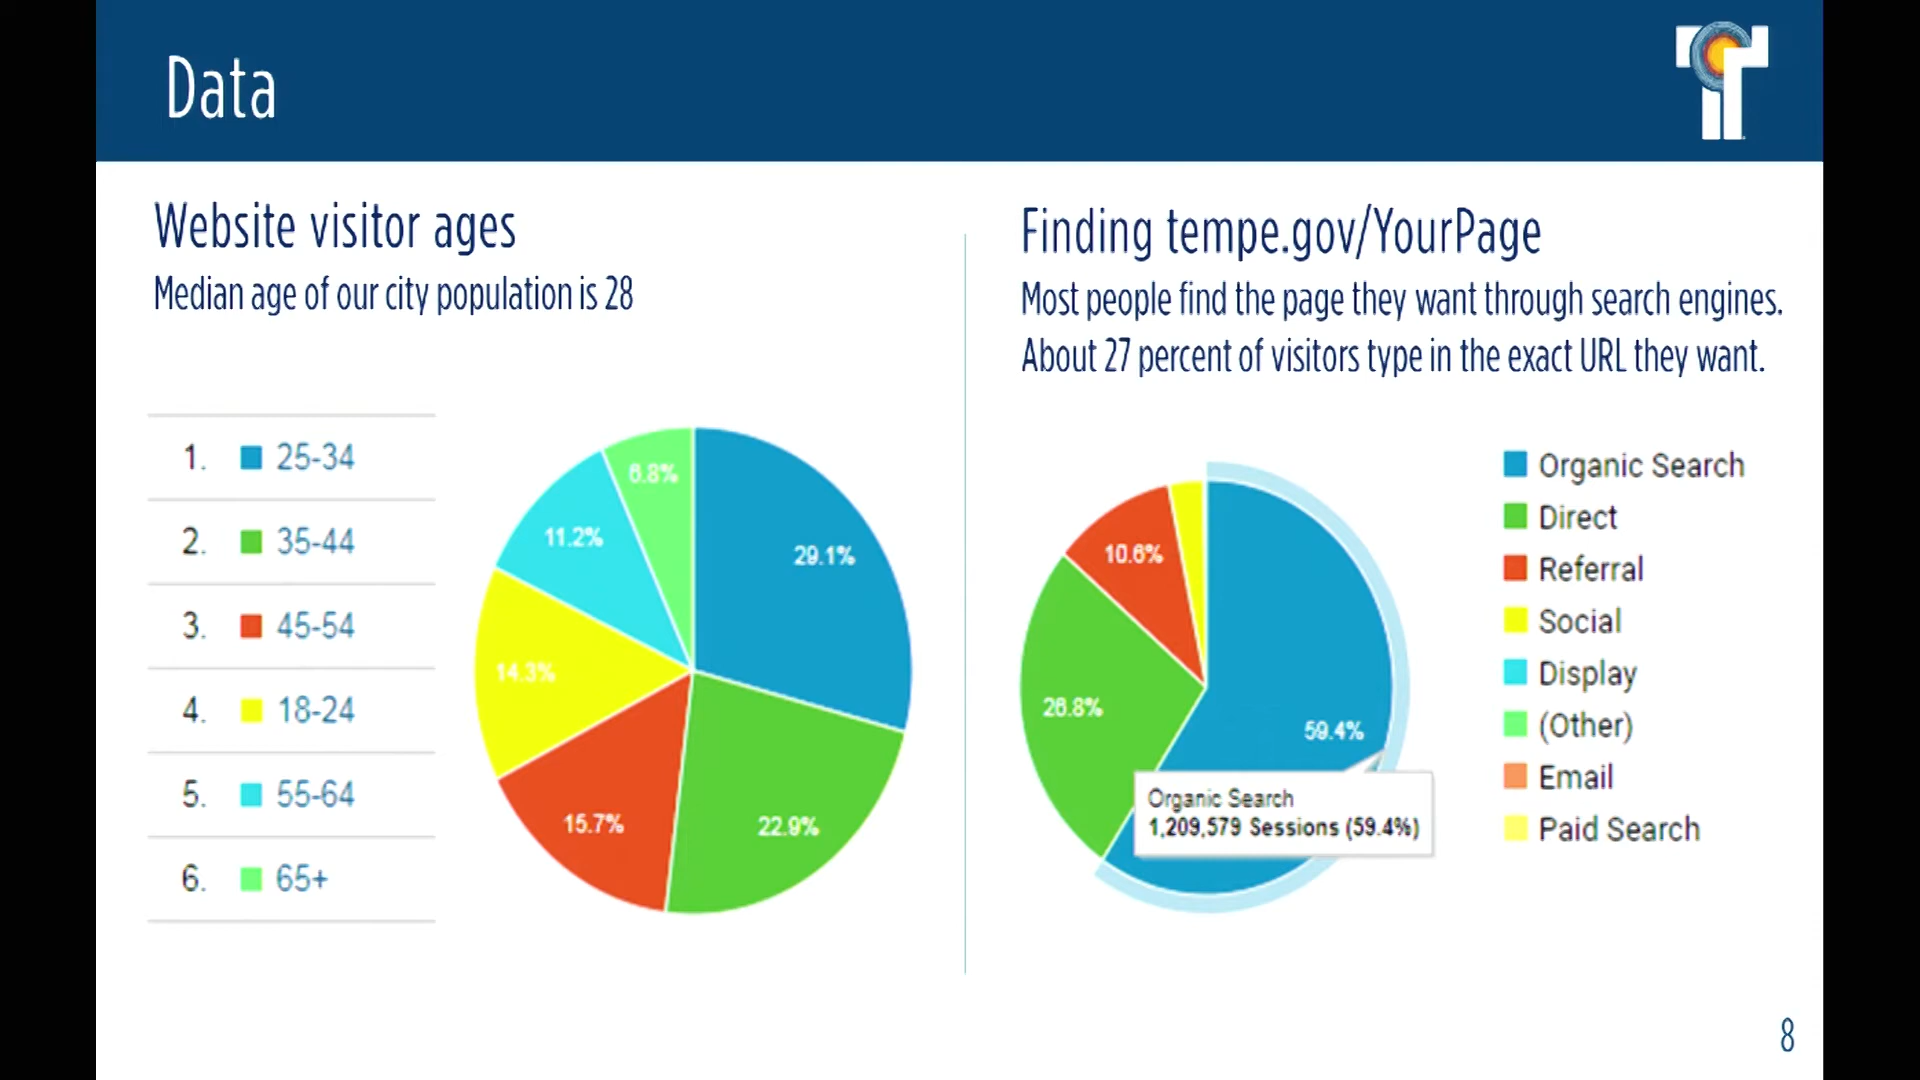 Data
Website visitor ages
Median age of our city population is 28
1. 25-34
2. 35-44
3. 45-54
4. 18-24
5. 55-64
6. 65+
6.8%
11.2%
29.1%
14.3%
15.7%
22.9%
Finding tempe.gov/YourPage
Most people find the page they want through search engines.
About 27 percent of visitors type in the exact URL they want.
10.6%
26.8%
59.4%
Organic Search
1,209,579 Sessions (59.4%)
Organic Search
Direct
Referral
Social
Display
(Other)
Email
Paid Search
8